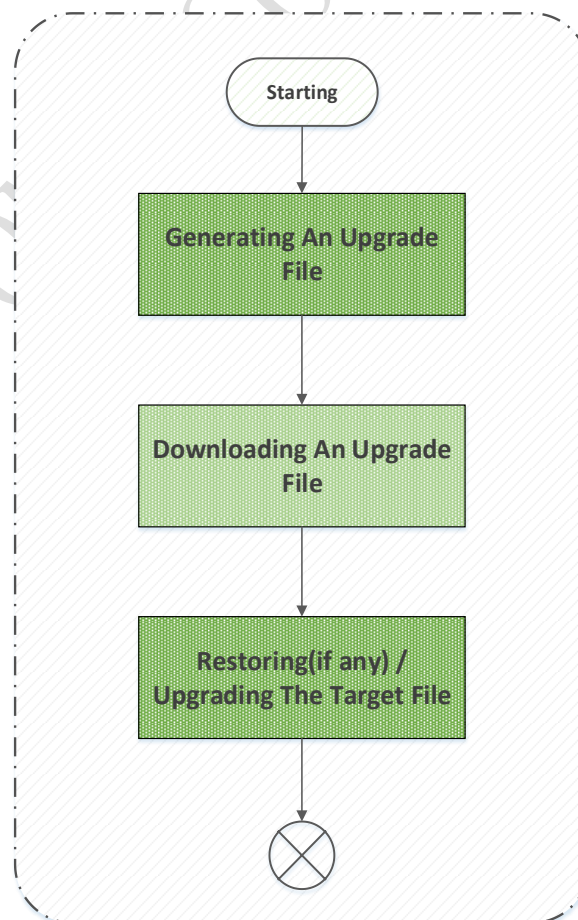 Starting
Generating An Upgrade
File
Downloading An Upgrade
File
Restoring(if any) /
Upgrading The Target File